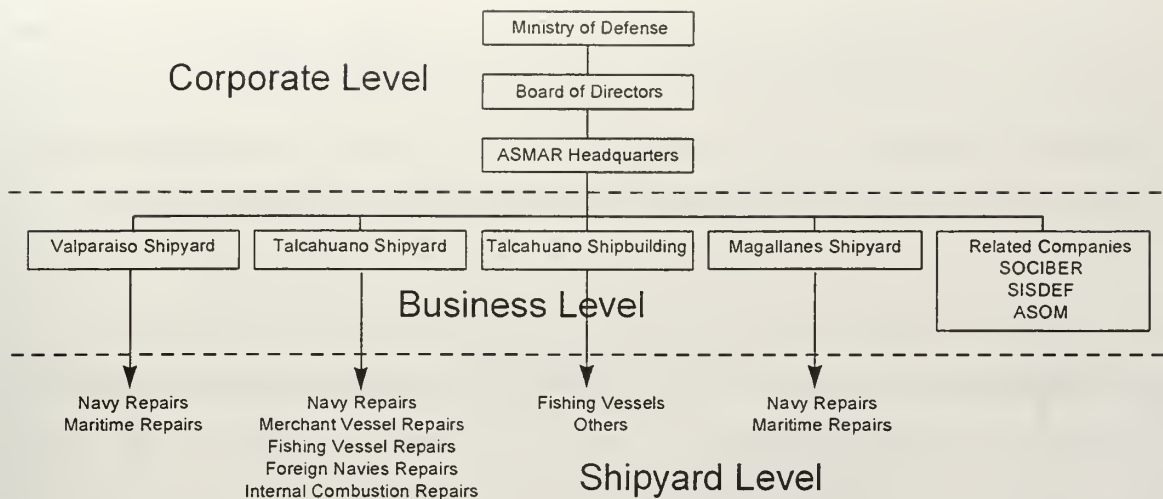 Ministry of Defense
Corporate Level
Board of Directors
ASMAR Headquarters
Valparaiso Shipyard
Talcahuano Shipyard
Talcahuano Shipbuilding
Magallanes Shipyard
Related Companies
SOCIBER
SISDEF
ASOM
Business Level
Navy Repairs
Maritime Repairs
Navy Repairs
Merchant Vessel Repairs
Fishing Vessel Repairs
Foreign Navies Repairs
Internal Combustion Repairs
Fishing Vessels
Others
Navy Repairs
Maritime Repairs
Shipyard Level